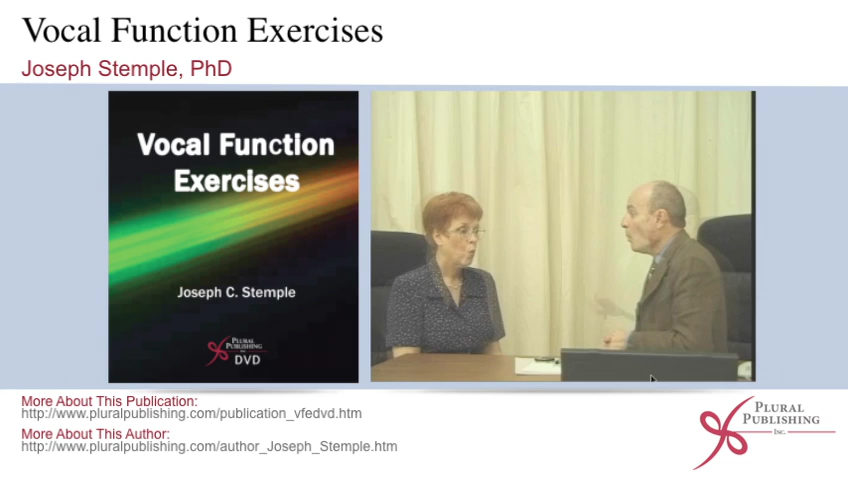 Vocal Function Exercises
Joseph Stemple, PhD
Vocal Function
Exercises
Joseph C. Stemple
PLURAL
PUBLISHING
INC.
DVD
More About This Publication:
http://www.pluralpublishing.com/publication_vfedvd.htm
More About This Author:
http://www.pluralpublishing.com/author_Joseph_Stemple.htm
PLURAL
PUBLISHING
INC.